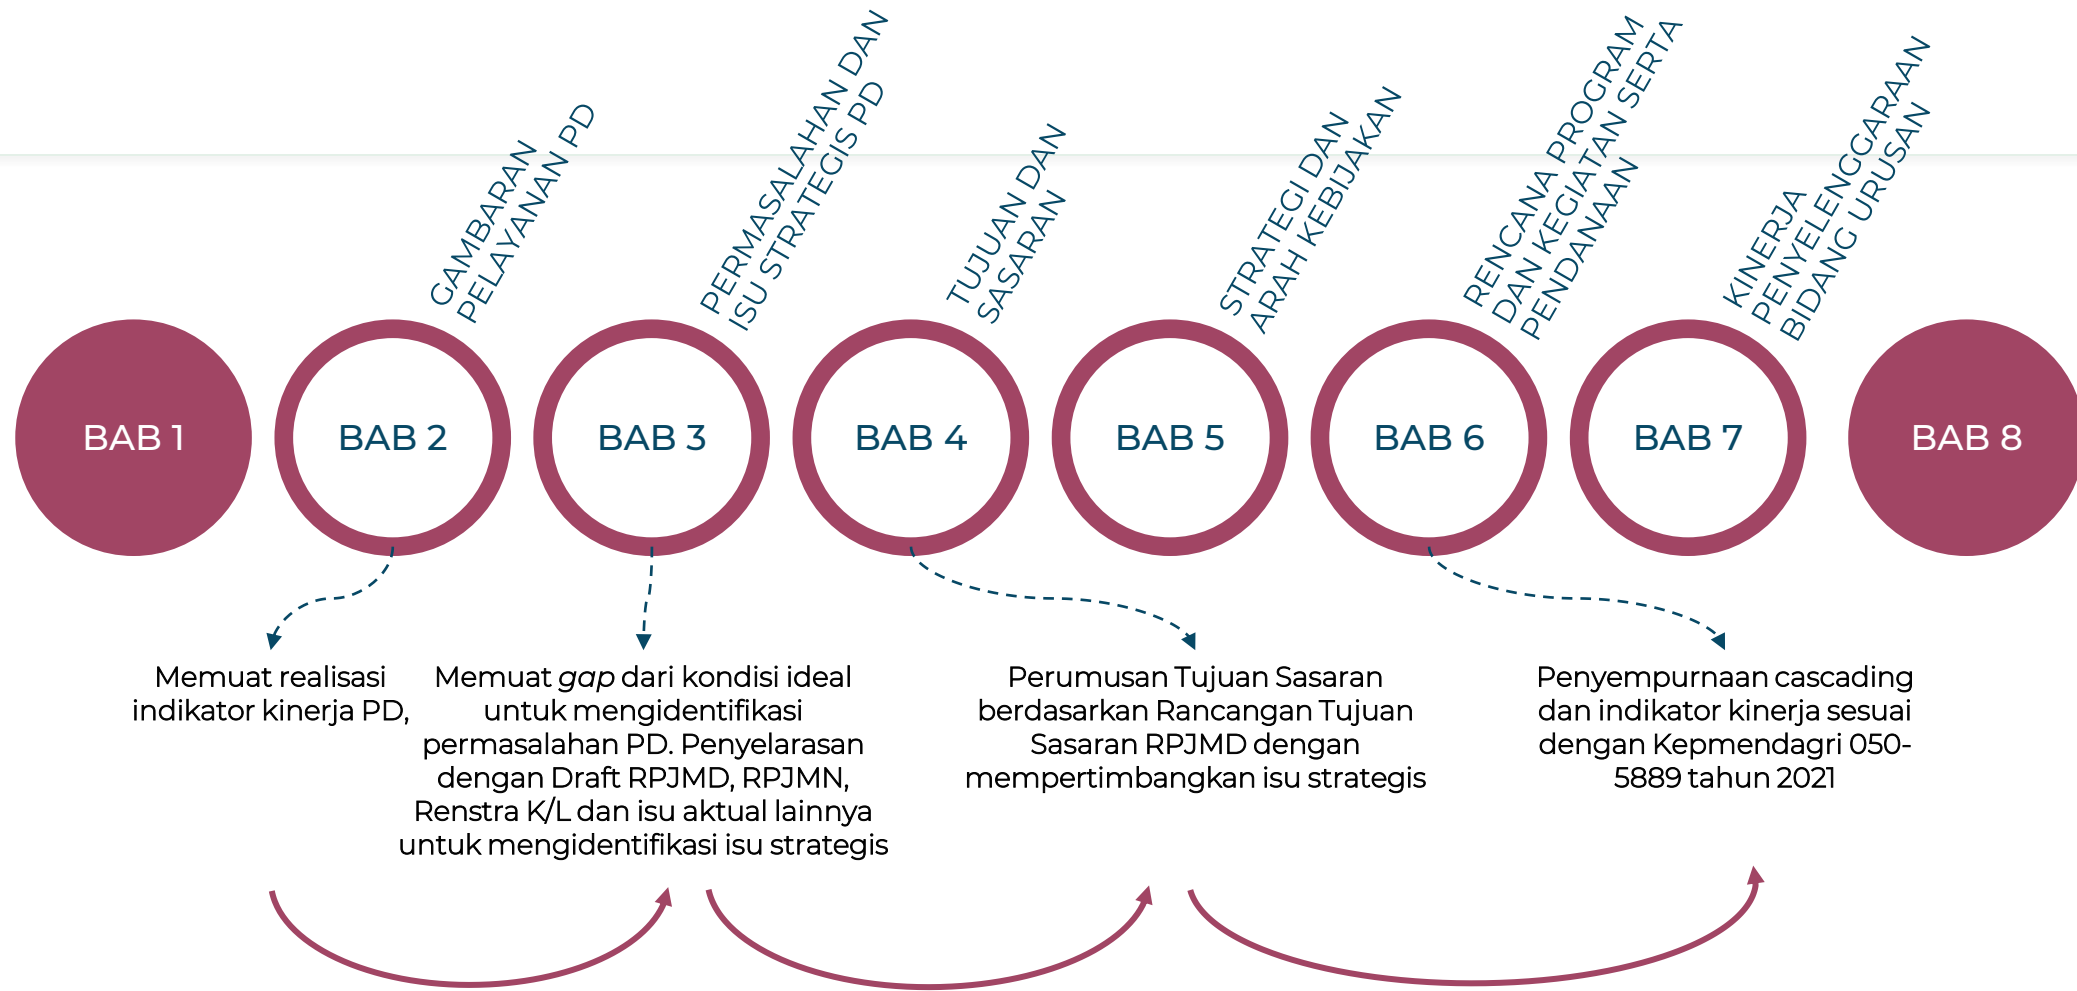 GAMBARAN
PELAYANAN PD
PERMASALAHAN DAN
ISU STRATEGIS PD
TUJUAN DAN
SASARAN
STRATEGI DAN
ARAH KEBIJAKAN
RENCANA PROGRAM
DAN KEGIATAN SERTA
PENDANAAN
KINERJA
PENYELENGGARAAN
BIDANG URUSAN
BAB 1
BAB 2
BAB 3
BAB 4
BAB 5
BAB 6
BAB 7
BAB 8
Memuat realisasi
indikator kinerja PD,
Memuat gap dari kondisi ideal
untuk mengidentifikasi
permasalahan PD. Penyelarasan
dengan Draft RPJMD, RPJMN,
Renstra K/L dan isu aktual lainnya
untuk mengidentifikasi isu strategis
Perumusan Tujuan Sasaran
berdasarkan Rancangan Tujuan
Sasaran RPJMD dengan
mempertimbangkan isu strategis
Penyempurnaan cascading
dan indikator kinerja sesuai
dengan Kepmendagri 050-
5889 tahun 2021